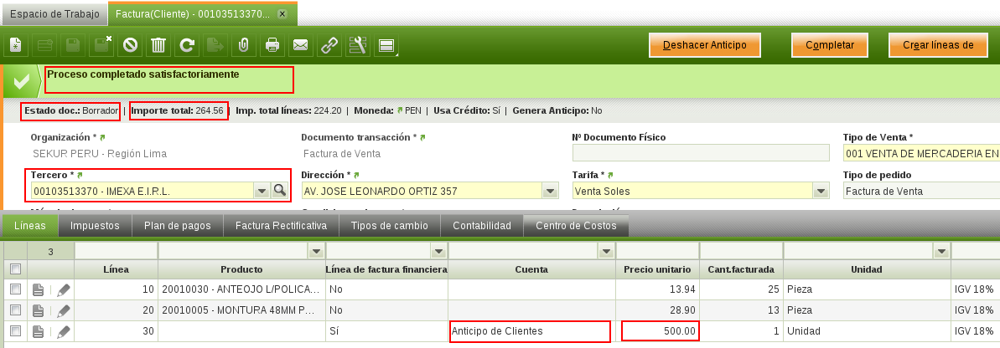 Espacio de Trabajo
Factura(Cliente) - 00103513370...
Deshacer Anticipo
Completar
Crear líneas de
Proceso completado satisfactoriamente
Estado doc.: Borrador | Importe total: 264.56 | Imp. total líneas: 224.20 | Moneda: PEN | Usa Crédito: Sí | Genera Anticipo: No
Organización * Documento transacción * Nº Documento Físico Tipo de Venta *
SEKUR PERU - Región Lima Factura de Venta 001 VENTA DE MERCADERIA EN
Tercero * Dirección * Tarifa * Tipo de pedido
00103513370 - IMEXA E.I.R.L. AV. JOSE LEONARDO ORTIZ 357 Venta Soles Factura de Venta
Líneas Impuestos Plan de pagos Factura Rectificativa Tipos de cambio Contabilidad Centro de Costos
3
Línea Producto Línea de factura financiera Cuenta Precio unitario Cant.facturada Unidad
10 20010030 - ANTEOJO L/POLICA... No 13.94 25 Pieza IGV 18%
20 20010005 - MONTURA 48MM P... No 28.90 13 Pieza IGV 18%
30 Sí Anticipo de Clientes 500.00 1 Unidad IGV 18%